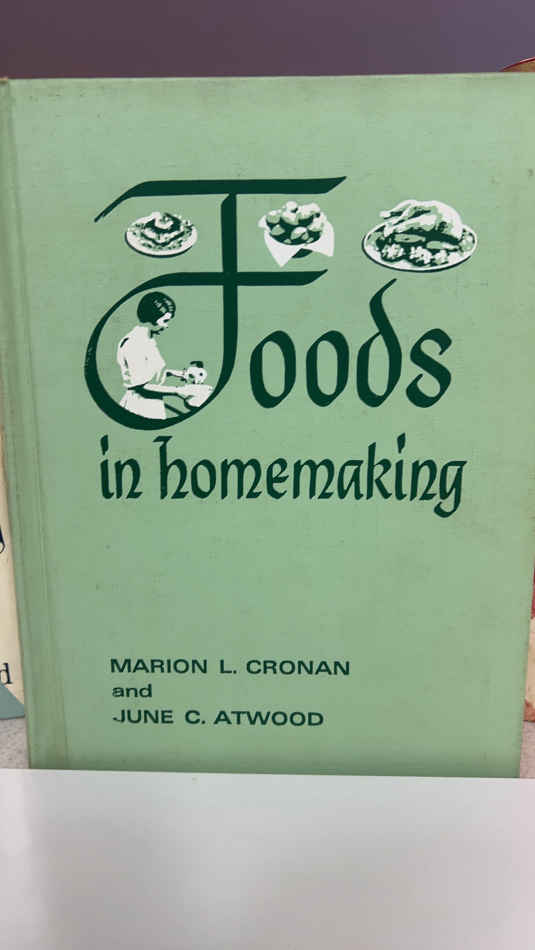 Foods
in homemaking
MARION L. CRONAN
and
JUNE C. ATWOOD
d